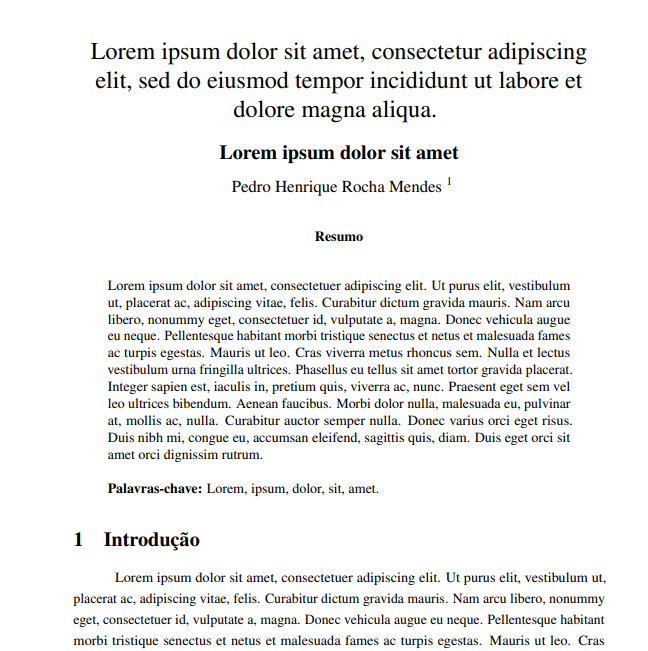 Lorem ipsum dolor sit amet, consectetur adipiscing
elit, sed do eiusmod tempor incididunt ut labore et
dolore magna aliqua.
Lorem ipsum dolor sit amet
Pedro Henrique Rocha Mendes 1
Resumo
Lorem ipsum dolor sit amet, consectetuer adipiscing elit. Ut purus elit, vestibulum
ut, placerat ac, adipiscing vitae, felis. Curabitur dictum gravida mauris. Nam arcu
libero, nonummy eget, consectetuer id, vulputate a, magna. Donec vehicula augue
eu neque. Pellentesque habitant morbi tristique senectus et netus et malesuada fames
ac turpis egestas. Mauris ut leo. Cras viverra metus rhoncus sem. Nulla et lectus
vestibulum urna fringilla ultrices. Phasellus eu tellus sit amet tortor gravida placerat.
Integer sapien est, iaculis in, pretium quis, viverra ac, nunc. Praesent eget sem vel
leo ultrices bibendum. Aenean faucibus. Morbi dolor nulla, malesuada eu, pulvinar
at, mollis ac, nulla. Curabitur auctor semper nulla. Donec varius orci eget risus.
Duis nibh mi, congue eu, accumsan eleifend, sagittis quis, diam. Duis eget orci sit
amet orci dignissim rutrum.
Palavras-chave: Lorem, ipsum, dolor, sit, amet.
1 Introdução
Lorem ipsum dolor sit amet, consectetuer adipiscing elit. Ut purus elit, vestibulum ut,
placerat ac, adipiscing vitae, felis. Curabitur dictum gravida mauris. Nam arcu libero, nonummy
eget, consectetuer id, vulputate a, magna. Donec vehicula augue eu neque. Pellentesque habitant
morbi tristique senectus et netus et malesuada fames ac turpis egestas. Mauris ut leo. Cras